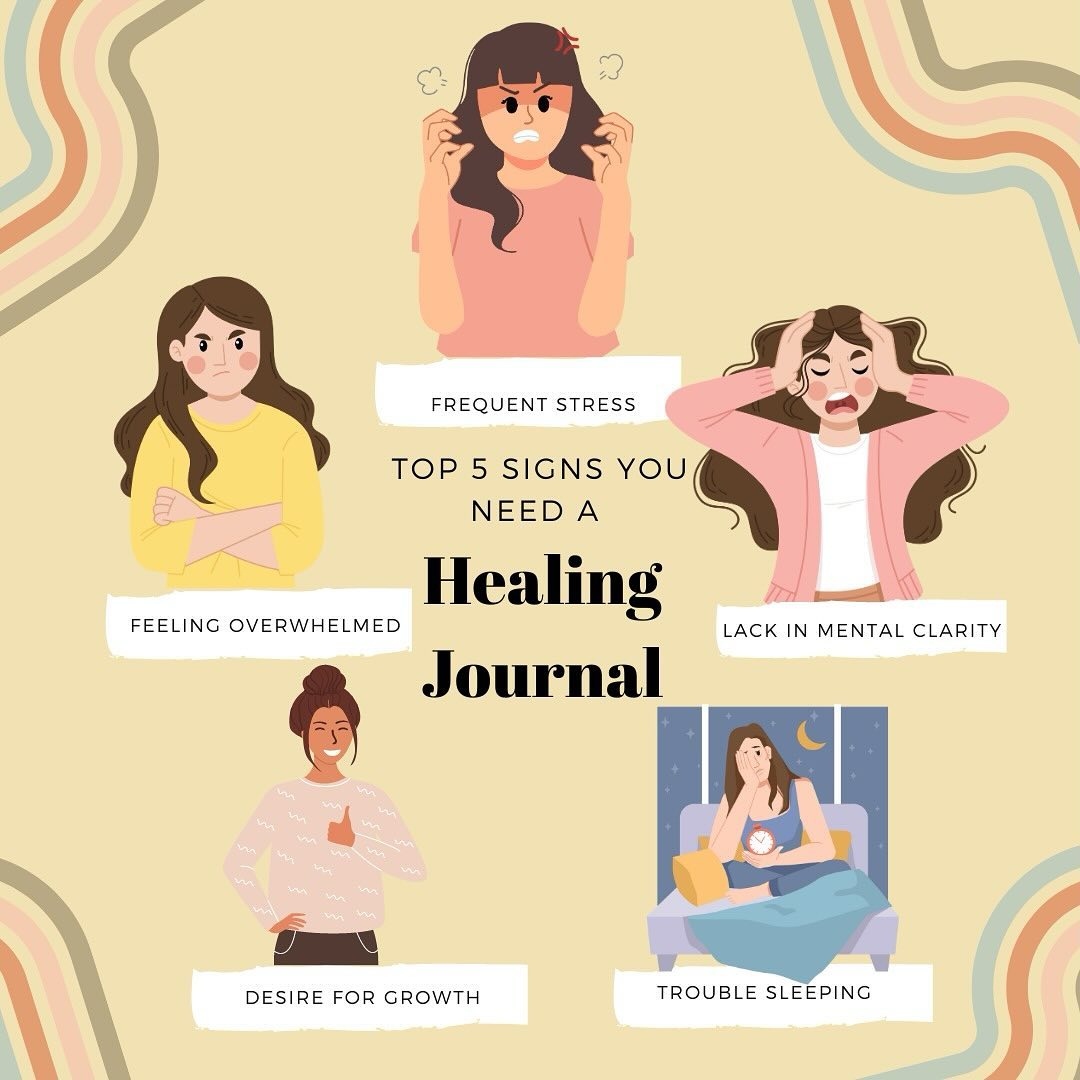 FREQUENT STRESS
TOP 5 SIGNS YOU
NEED A
Healing
Journal
FEELING OVERWHELMED
LACK IN MENTAL CLARITY
DESIRE FOR GROWTH
TROUBLE SLEEPING